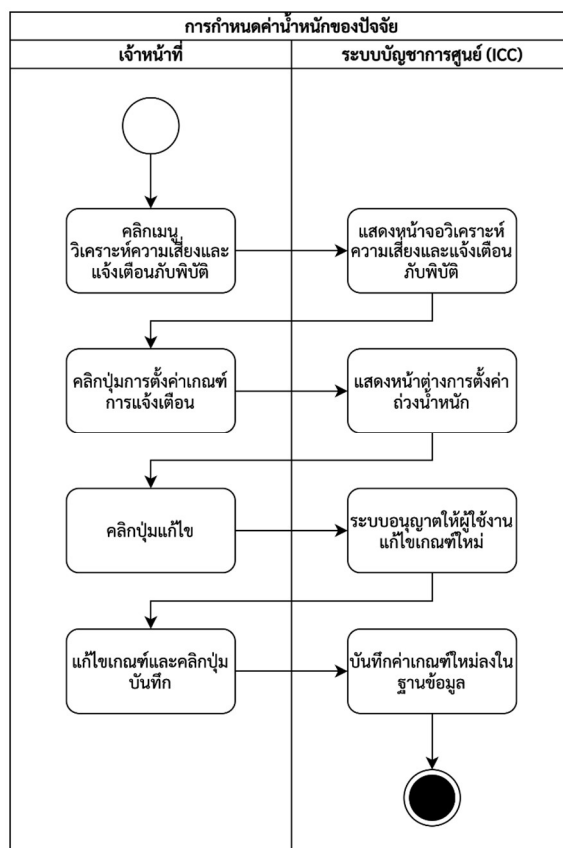 การกำหนดค่าน้ำหนักของปัจจัย
เจ้าหน้าที่
ระบบบัญชาการศูนย์ (ICC)
คลิกเมนู
วิเคราะห์ความเสี่ยงและ
แจ้งเตือนภับพิบัติ
แสดงหน้าจอวิเคราะห์
ความเสี่ยงและแจ้งเตือน
ภับพิบัติ
คลิกปุ่มการตั้งค่าเกณฑ์
การแจ้งเตือน
แสดงหน้าต่างการตั้งค่า
ถ่วงน้ำหนัก
คลิกปุ่มแก้ไข
ระบบอนุญาตให้ผู้ใช้งาน
แก้ไขเกณฑ์ใหม่
แก้ไขเกณฑ์และคลิกปุ่ม
บันทึก
บันทึกค่าเกณฑ์ใหม่ลงใน
ฐานข้อมูล